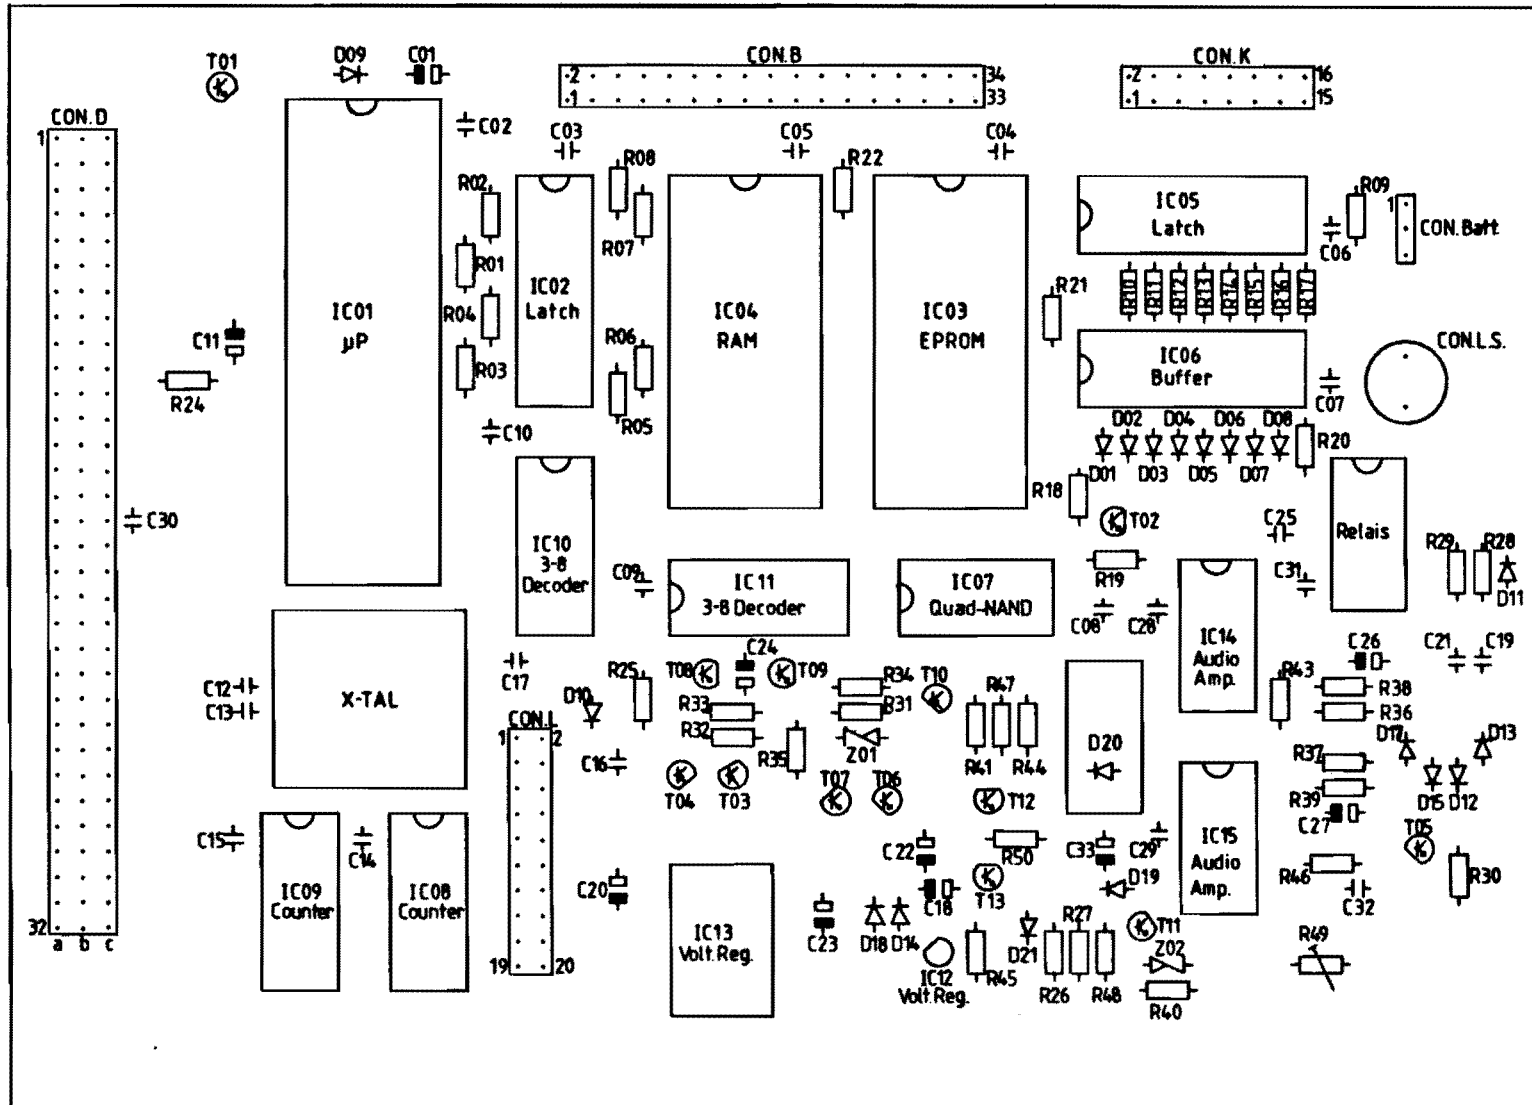 T01
D09
C01
CON.B
2
34
1
33
CON.K
2
16
1
15
CON.D
1
32
a b c
C02
C03
C05
C04
R08
R22
R02
R07
R01
R04
R03
R06
R05
C10
IC01
µP
IC02
Latch
IC04
RAM
IC03
EPROM
IC05
Latch
R09
1
CON.Batt.
C06
R21
R10
R11
R12
R13
R14
R15
R16
R17
IC06
Buffer
C07
CON.L.S.
C11
R24
D02
D04
D06
D08
D01
D03
D05
D07
R20
R18
T02
C25
Relais
R29
R28
D11
C30
IC10
3-8
Decoder
C09
IC11
3-8 Decoder
IC07
Quad-NAND
R19
C08
C28
C31
IC14
Audio
Amp.
C26
C21
C19
C12
C13
X-TAL
C17
D10
R25
T08
C24
T09
R34
T10
R47
R43
R38
R36
R33
R31
R32
R35
Z01
R41
R44
D20
D17
D13
CON.L
1
2
19
20
C16
T04
T03
T07
T06
T12
R37
R39
D15
D12
C27
T05
C15
C14
IC09
Counter
IC08
Counter
C20
C22
R50
C33
C29
IC15
Audio
Amp.
R46
C32
R30
IC13
Volt.Reg.
C23
D18
D14
C18
T13
D19
R27
T11
D21
Z02
R49
IC12
Volt.Reg.
R45
R26
R48
R40